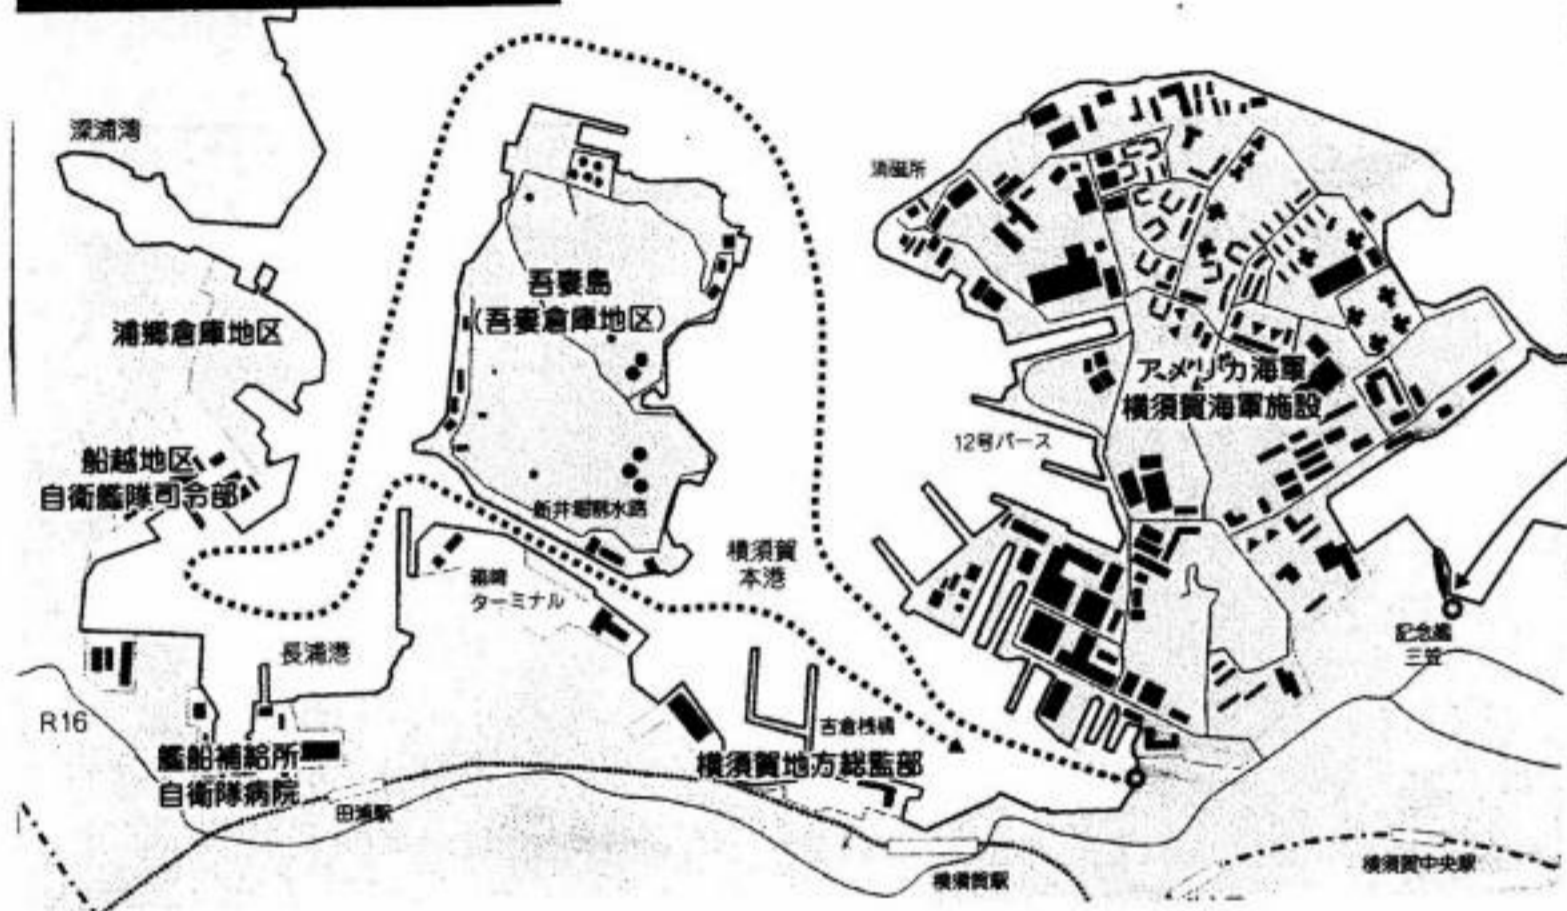 深浦湾
消磁所
吾妻島
(吾妻倉庫地区)
浦郷倉庫地区
アメリカ海軍
横須賀海軍施設
12号バース
船越地区
自衛艦隊司令部
新井堀割水路
横須賀
本港
箱崎
ターミナル
記念艦
三笠
長浦港
R16
吉倉桟橋
艦船補給所
自衛隊病院
横須賀地方総監部
田浦駅
横須賀駅
横須賀中央駅